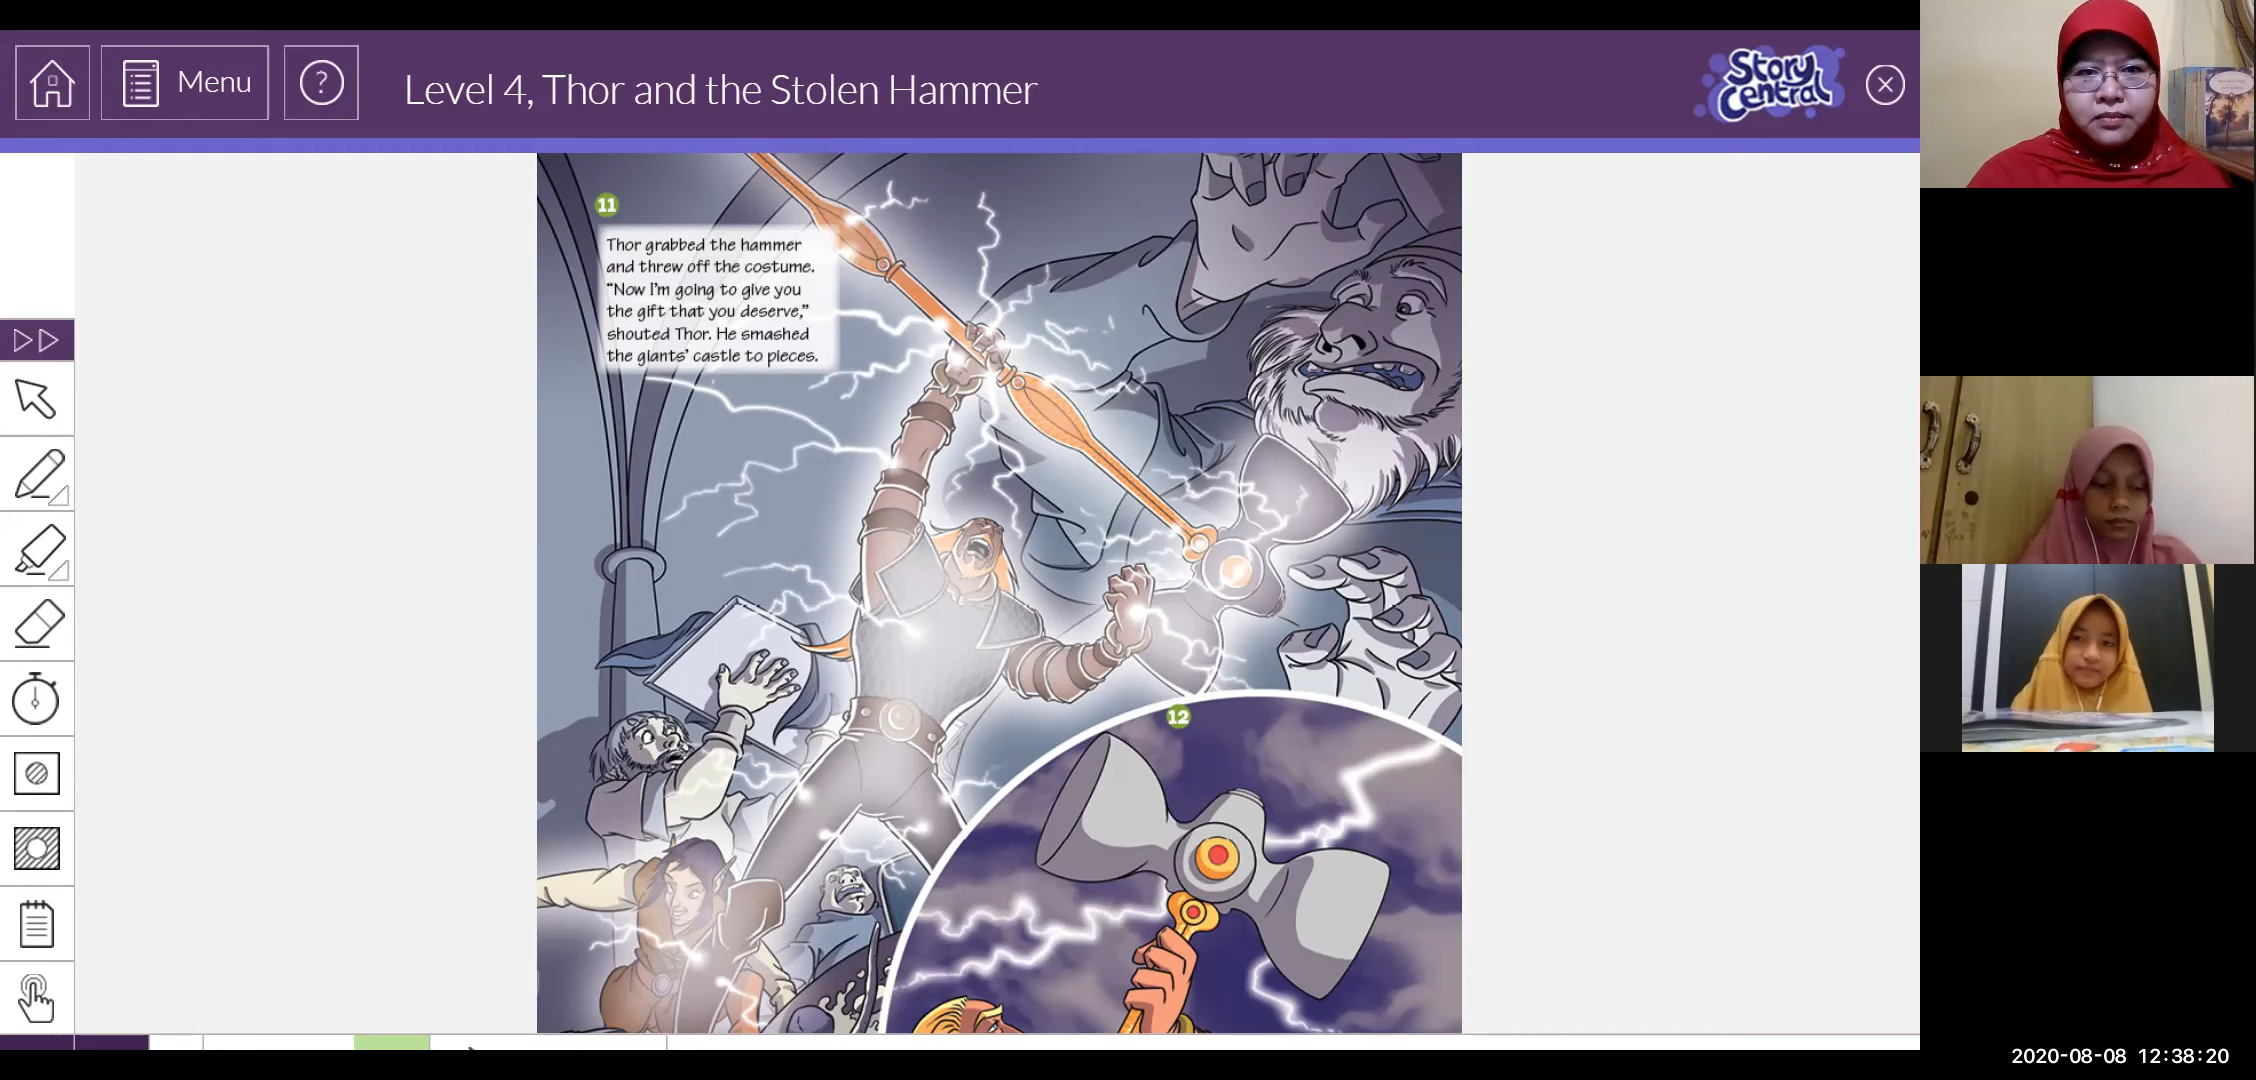 Menu
?
Level 4, Thor and the Stolen Hammer
Story
Central
11
Thor grabbed the hammer
and threw off the costume.
“Now I’m going to give you
the gift that you deserve,”
shouted Thor. He smashed
the giants’ castle to pieces.
12
2020-08-08 12:38:20